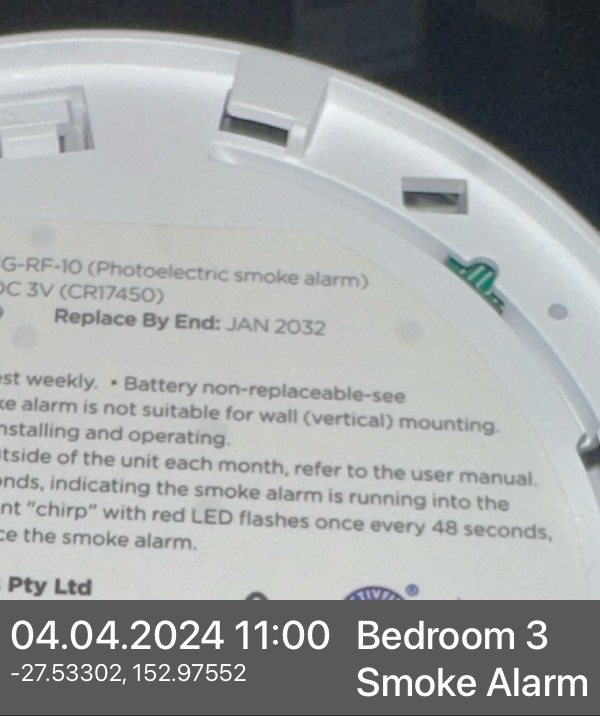 G-RF-10 (Photoelectric smoke alarm)
DC 3V (CR17450)
Replace By End: JAN 2032
est weekly. • Battery non-replaceable-see
ke alarm is not suitable for wall (vertical) mounting.
nstalling and operating.
utside of the unit each month, refer to the user manual.
onds, indicating the smoke alarm is running into the
nt "chirp" with red LED flashes once every 48 seconds,
ce the smoke alarm.
Pty Ltd
®
04.04.2024 11:00
-27.53302, 152.97552
Bedroom 3
Smoke Alarm